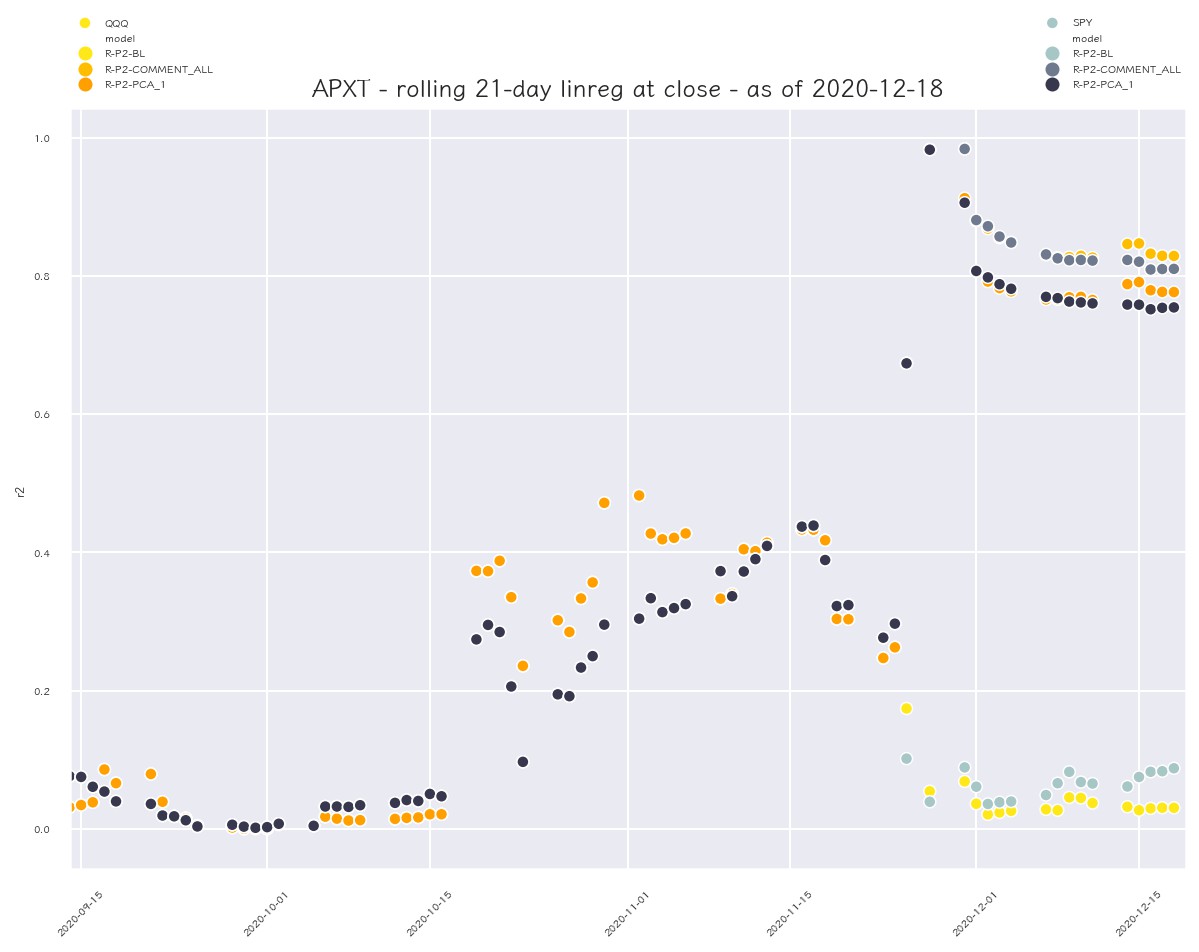 QQQ
model
R-P2-BL
R-P2-COMMENT_ALL
R-P2-PCA_1
SPY
model
R-P2-BL
R-P2-COMMENT_ALL
R-P2-PCA_1
APXT - rolling 21-day linreg at close - as of 2020-12-18
1.0
0.8
0.6
0.4
0.2
0.0
r2
2020-09-15
2020-10-01
2020-10-15
2020-11-01
2020-11-15
2020-12-01
2020-12-15